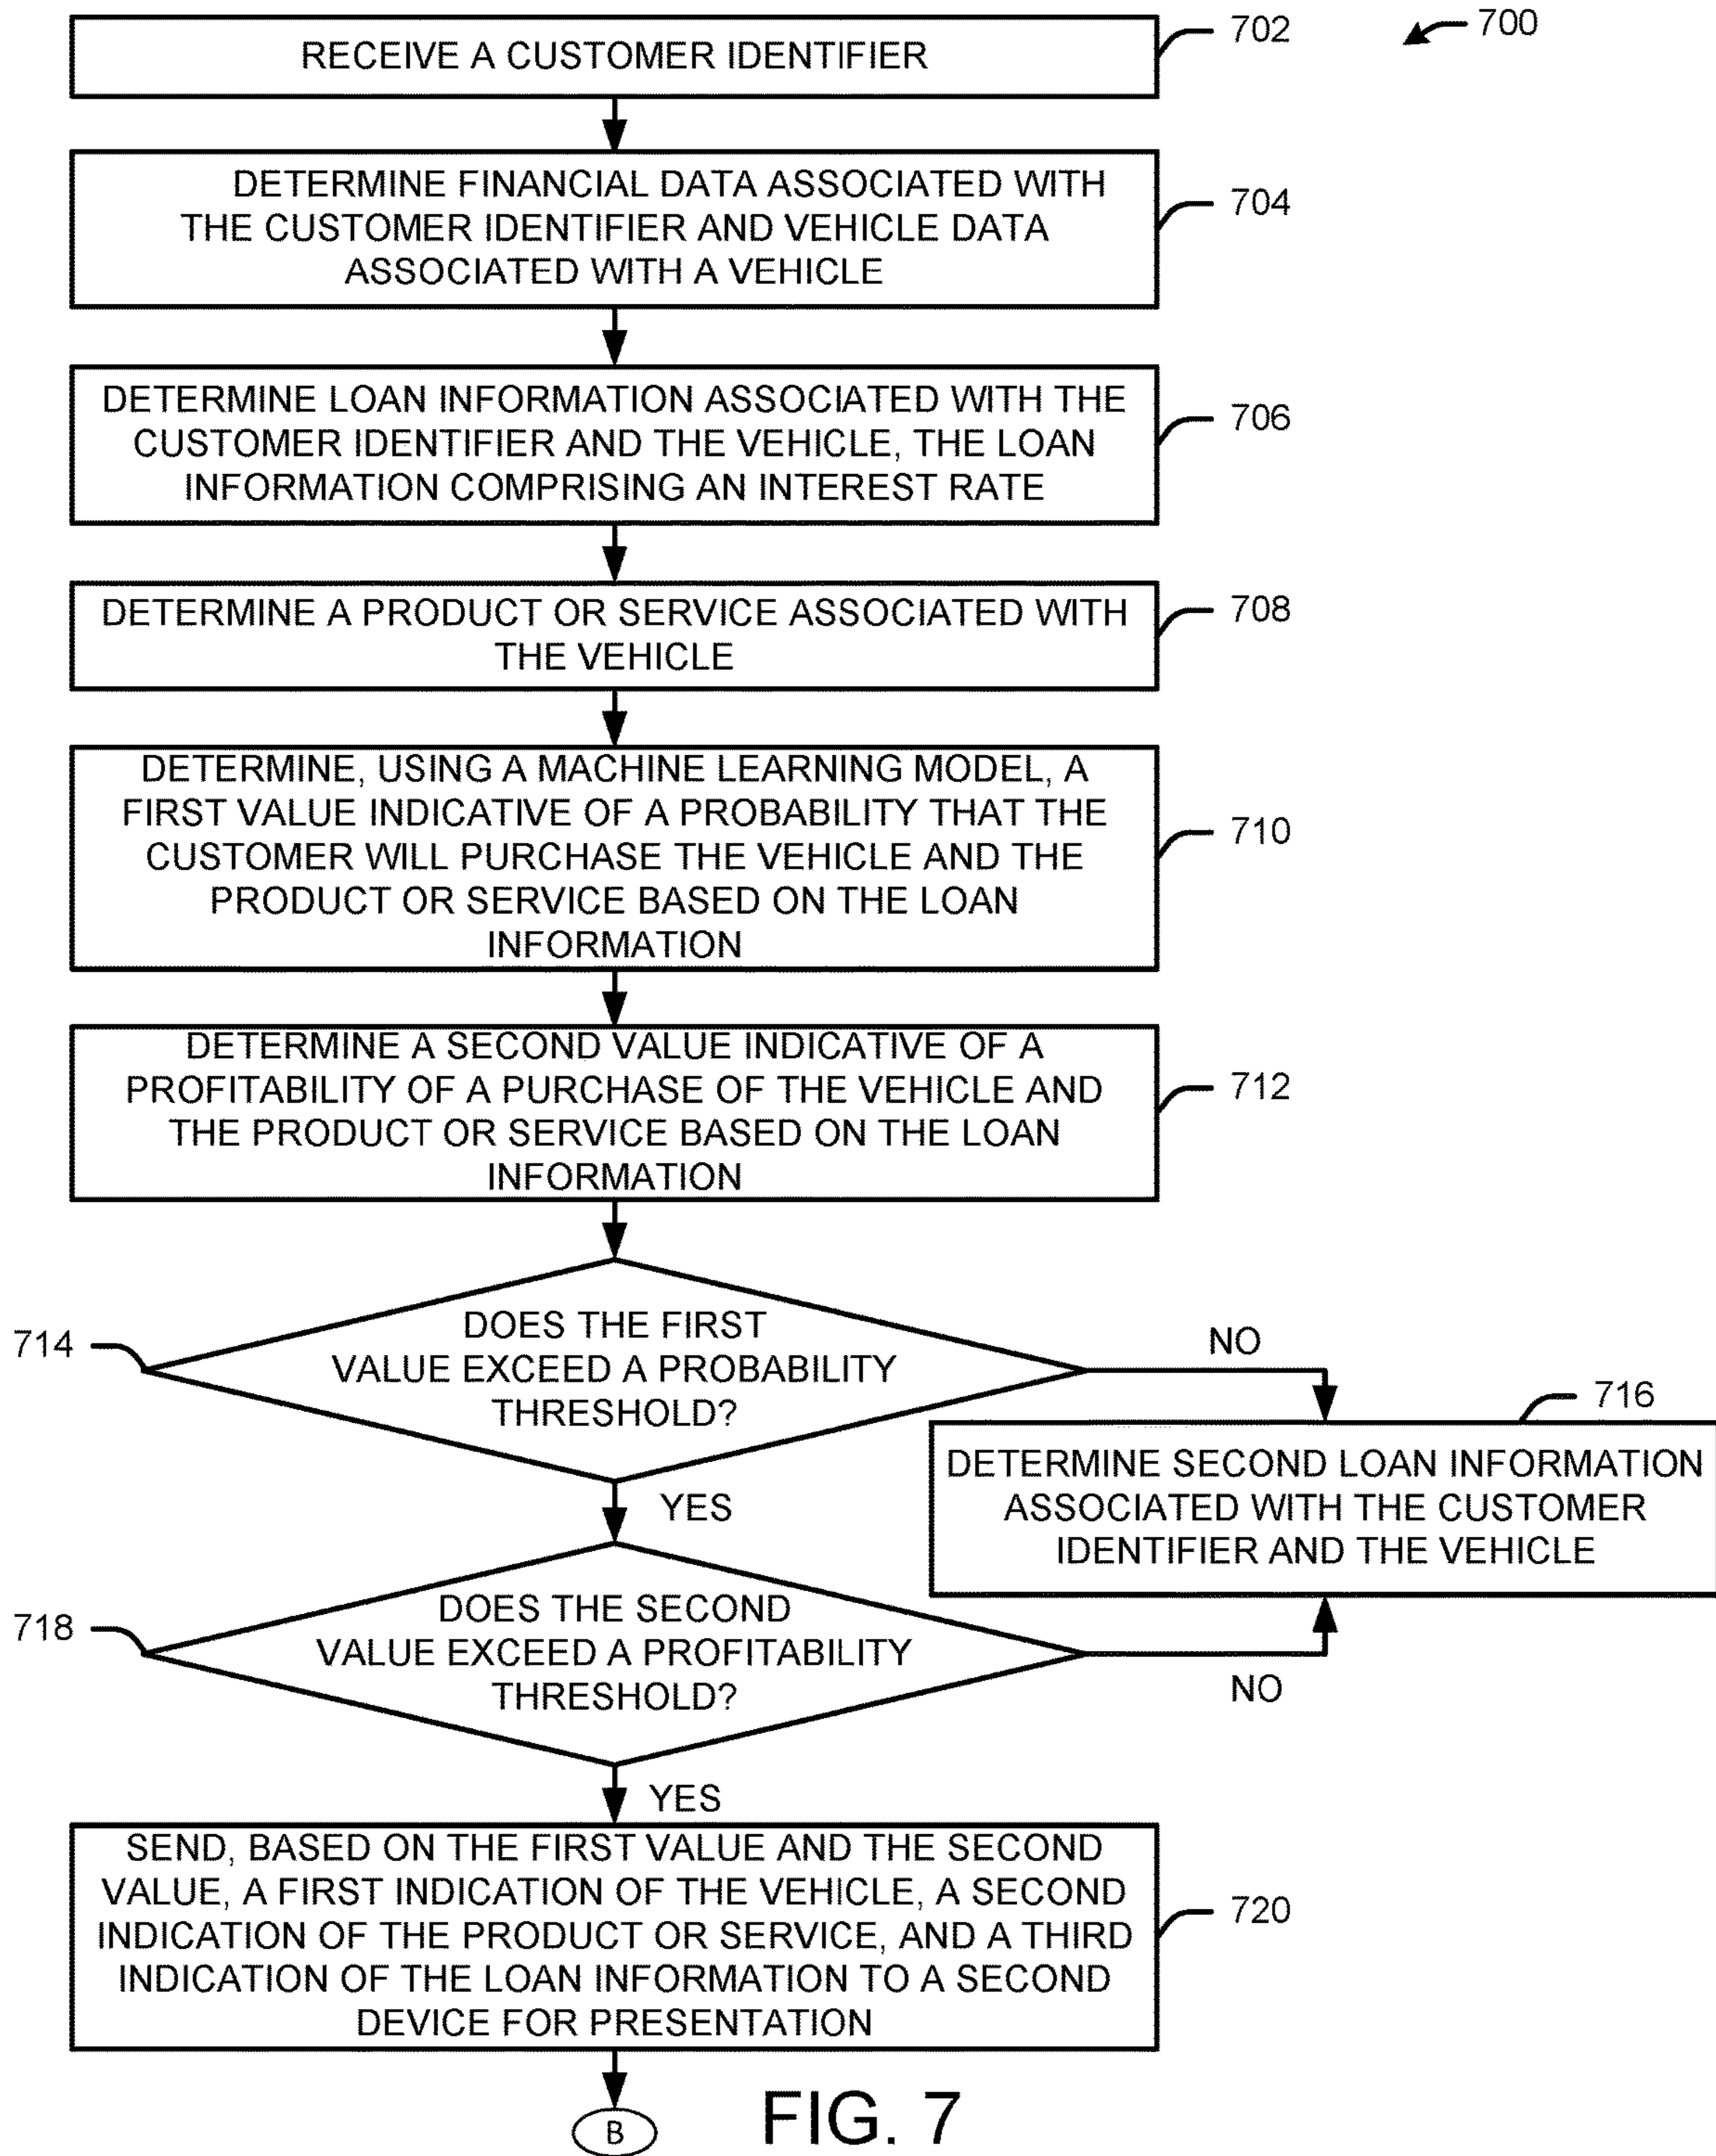 RECEIVE A CUSTOMER IDENTIFIER
702
700
DETERMINE FINANCIAL DATA ASSOCIATED WITH
THE CUSTOMER IDENTIFIER AND VEHICLE DATA
ASSOCIATED WITH A VEHICLE
704
DETERMINE LOAN INFORMATION ASSOCIATED WITH THE
CUSTOMER IDENTIFIER AND THE VEHICLE, THE LOAN
INFORMATION COMPRISING AN INTEREST RATE
706
DETERMINE A PRODUCT OR SERVICE ASSOCIATED WITH
THE VEHICLE
708
DETERMINE, USING A MACHINE LEARNING MODEL, A
FIRST VALUE INDICATIVE OF A PROBABILITY THAT THE
CUSTOMER WILL PURCHASE THE VEHICLE AND THE
PRODUCT OR SERVICE BASED ON THE LOAN
INFORMATION
710
DETERMINE A SECOND VALUE INDICATIVE OF A
PROFITABILITY OF A PURCHASE OF THE VEHICLE AND
THE PRODUCT OR SERVICE BASED ON THE LOAN
INFORMATION
712
714
DOES THE FIRST
VALUE EXCEED A PROBABILITY
THRESHOLD?
NO
YES
716
DETERMINE SECOND LOAN INFORMATION
ASSOCIATED WITH THE CUSTOMER
IDENTIFIER AND THE VEHICLE
718
DOES THE SECOND
VALUE EXCEED A PROFITABILITY
THRESHOLD?
NO
YES
SEND, BASED ON THE FIRST VALUE AND THE SECOND
VALUE, A FIRST INDICATION OF THE VEHICLE, A SECOND
INDICATION OF THE PRODUCT OR SERVICE, AND A THIRD
INDICATION OF THE LOAN INFORMATION TO A SECOND
DEVICE FOR PRESENTATION
720
B
FIG. 7